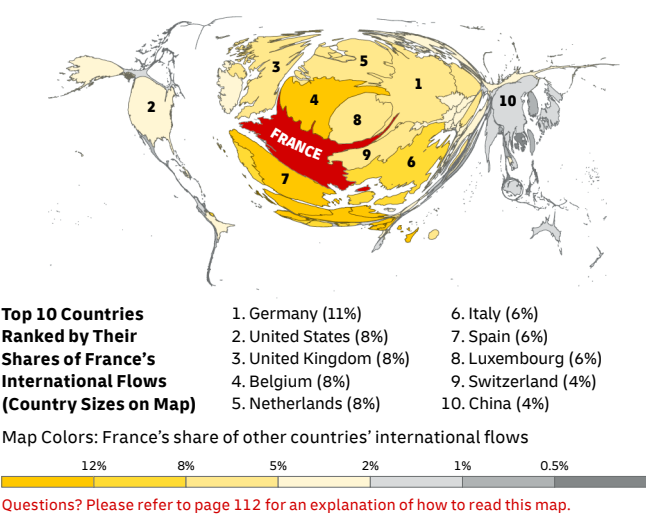 3
5
1
2
4
10
8
FRANCE
9
6
7
Top 10 Countries
Ranked by Their
Shares of France's
International Flows
(Country Sizes on Map)
1. Germany (11%)
2. United States (8%)
3. United Kingdom (8%)
4. Belgium (8%)
5. Netherlands (8%)
6. Italy (6%)
7. Spain (6%)
8. Luxembourg (6%)
9. Switzerland (4%)
10. China (4%)
Map Colors: France's share of other countries' international flows
12% 8% 5% 2% 1% 0.5%
Questions? Please refer to page 112 for an explanation of how to read this map.